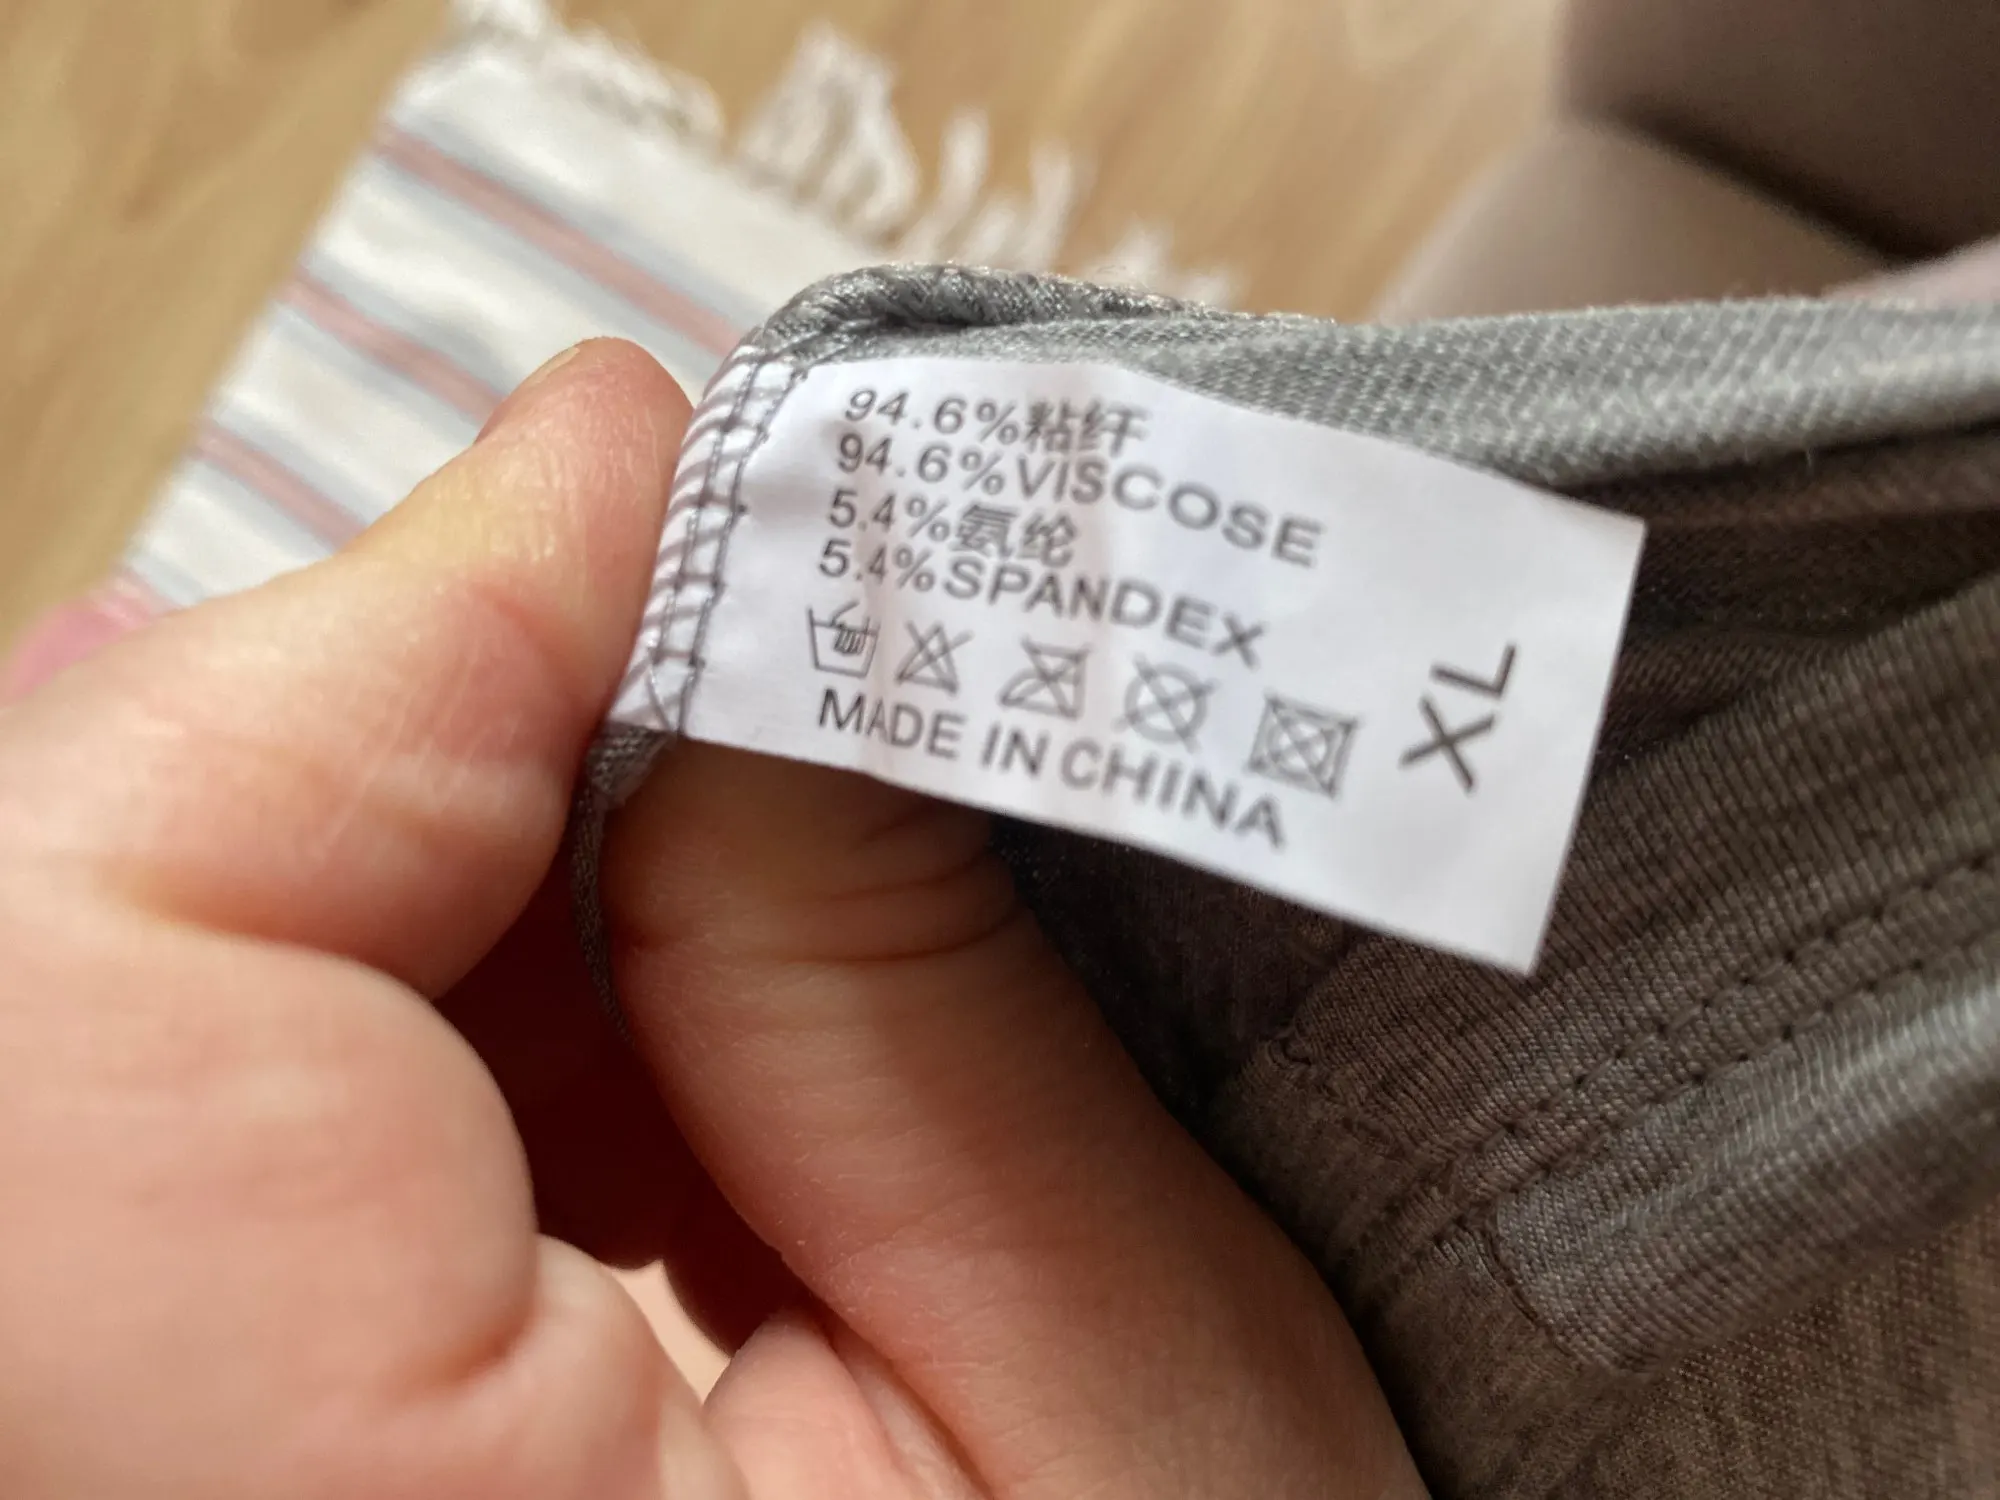 94.6%粘纤
94.6%VISCOSE
5.4%氨纶
5.4%SPANDEX
MADE IN CHINA
XL